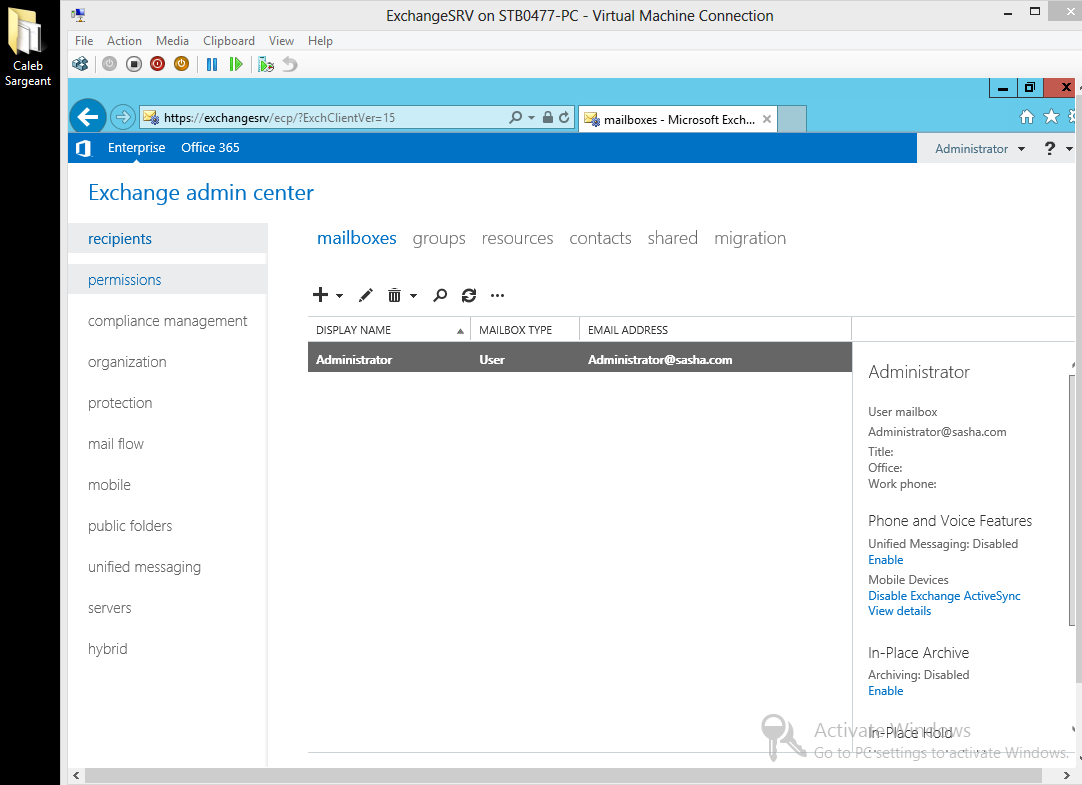 ExchangeSRV on STB0477-PC - Virtual Machine Connection
Caleb
Sargeant
File Action Media Clipboard View Help
https://exchangesrv/ecp/?ExchClientVer=15
mailboxes - Microsoft Exch...
Enterprise Office 365
Administrator ?
Exchange admin center
recipients
permissions
compliance management
organization
protection
mail flow
mobile
public folders
unified messaging
servers
hybrid
mailboxes groups resources contacts shared migration
DISPLAY NAME MAILBOX TYPE EMAIL ADDRESS
Administrator User Administrator@sasha.com
Administrator
User mailbox
Administrator@sasha.com
Title:
Office:
Work phone:
Phone and Voice Features
Unified Messaging: Disabled
Enable
Mobile Devices
Disable Exchange ActiveSync
View details
In-Place Archive
Archiving: Disabled
Enable
In-Place Hold
Activate Windows
Go to PC settings to activate Windows.